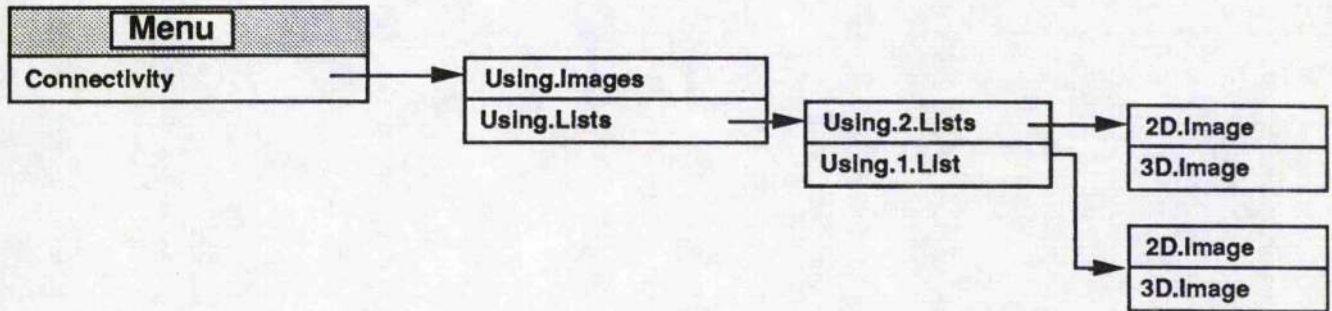 Menu
Connectivity
Using.Images
Using.Lists
Using.2.Lists
Using.1.List
2D.Image
3D.Image
2D.Image
3D.Image